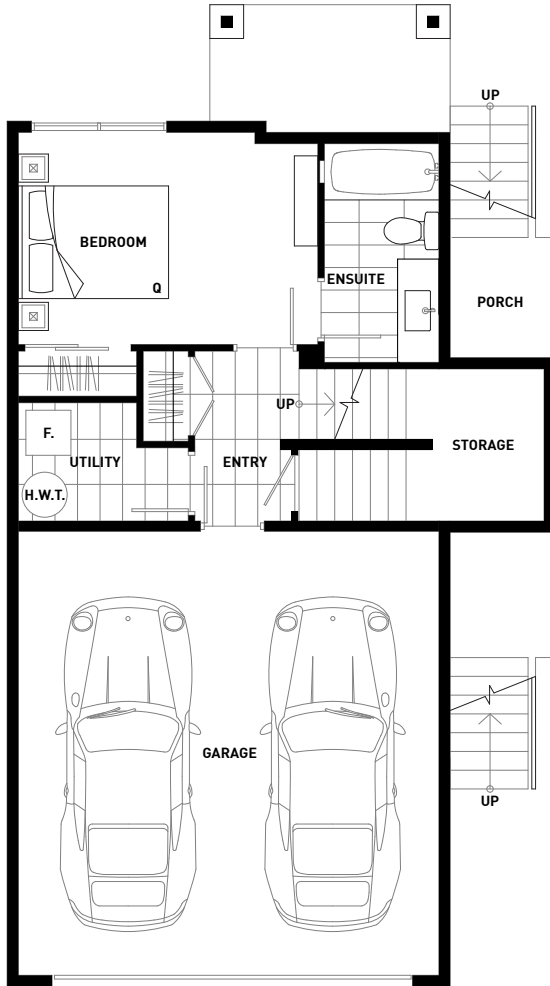 UP
BEDROOM
Q
ENSUITE
PORCH
UP
F.
UTILITY
ENTRY
STORAGE
H.W.T.
GARAGE
UP